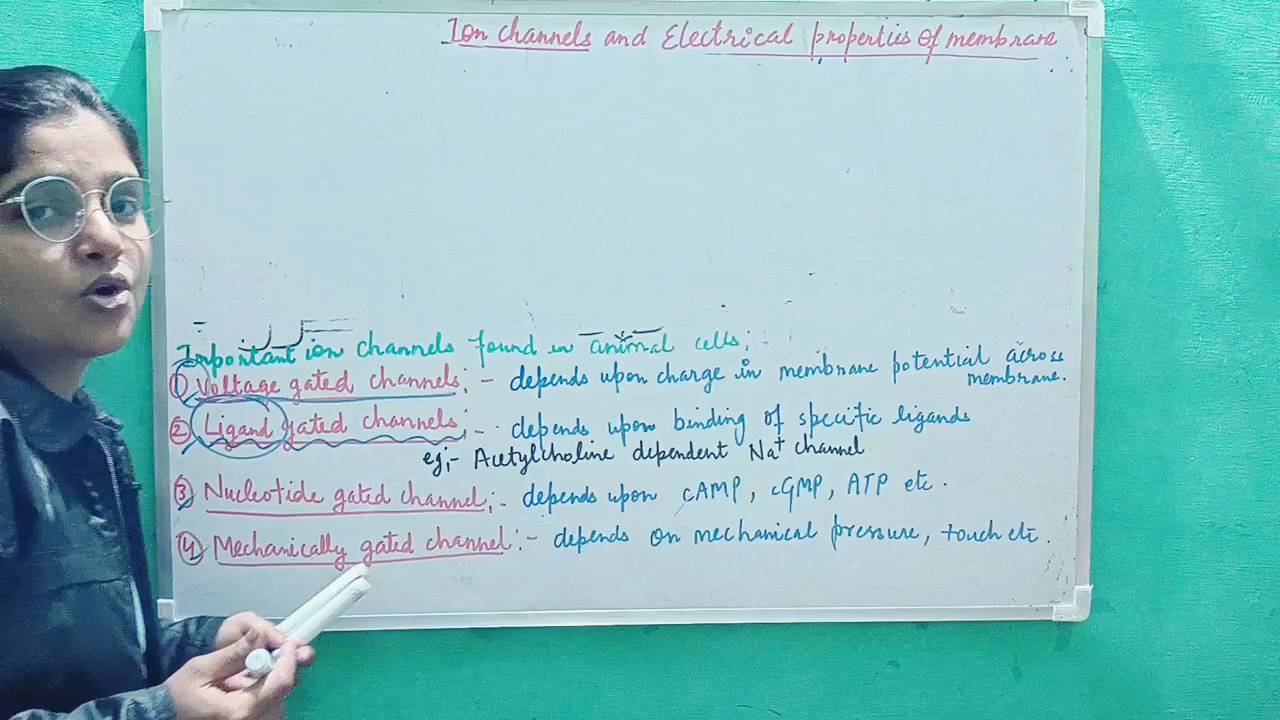 Ion channels and Electrical properties of membrane
Important ion channels found in animal cells :
① Voltage gated channels :- depends upon charge in membrane potential across membrane.
② Ligand gated channels :- depends upon binding of specific ligands
eg:- Acetylcholine dependent Na+ channel
③ Nucleotide gated channel :- depends upon cAMP, cGMP, ATP etc.
④ Mechanically gated channel :- depends on mechanical pressure, touch etc.